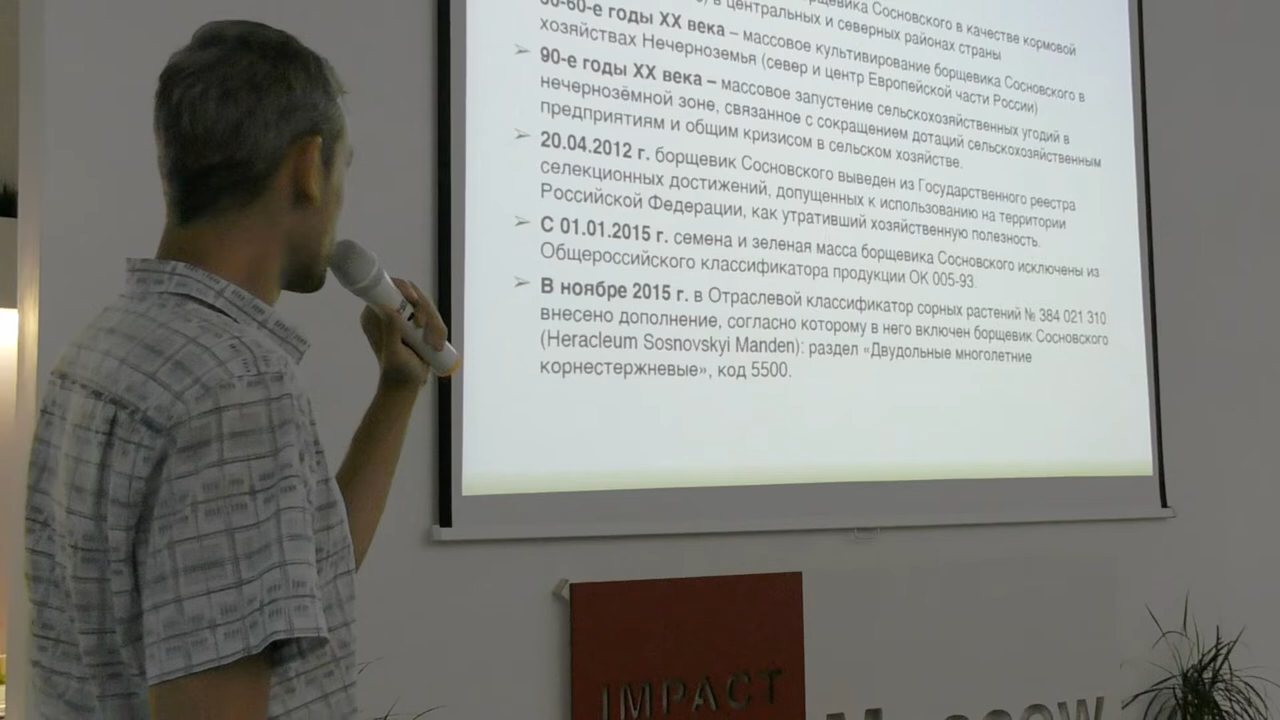 борщевика Сосновского в качестве кормовой
в центральных и северных районах страны
50-60-е годы XX века – массовое культивирование борщевика Сосновского в
хозяйствах Нечерноземья (север и центр Европейской части России)
➢ 90-е годы XX века – массовое запустение сельскохозяйственных угодий в
нечернозёмной зоне, связанное с сокращением дотаций сельскохозяйственным
предприятиям и общим кризисом в сельском хозяйстве.
➢ 20.04.2012 г. борщевик Сосновского выведен из Государственного реестра
селекционных достижений, допущенных к использованию на территории
Российской Федерации, как утративший хозяйственную полезность.
➢ С 01.01.2015 г. семена и зеленая масса борщевика Сосновского исключены из
Общероссийского классификатора продукции ОК 005-93.
➢ В ноябре 2015 г. в Отраслевой классификатор сорных растений № 384 021 310
внесено дополнение, согласно которому в него включен борщевик Сосновского
(Heracleum Sosnovskyi Manden): раздел «Двудольные многолетние
корнестержневые», код 5500.
IMPACT
Moscow